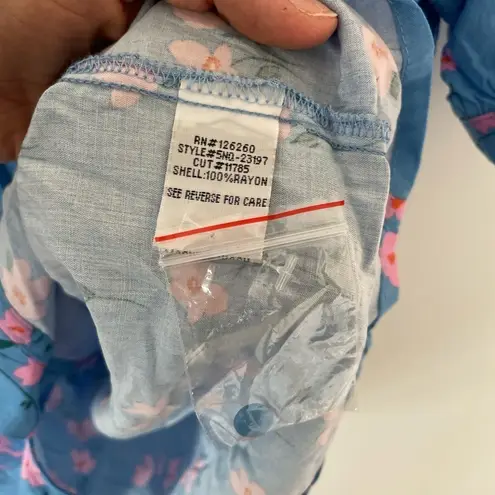 RN#126260
STYLE#5NQ-23197
CUT#11785
SHELL:100%RAYON
SEE REVERSE FOR CARE